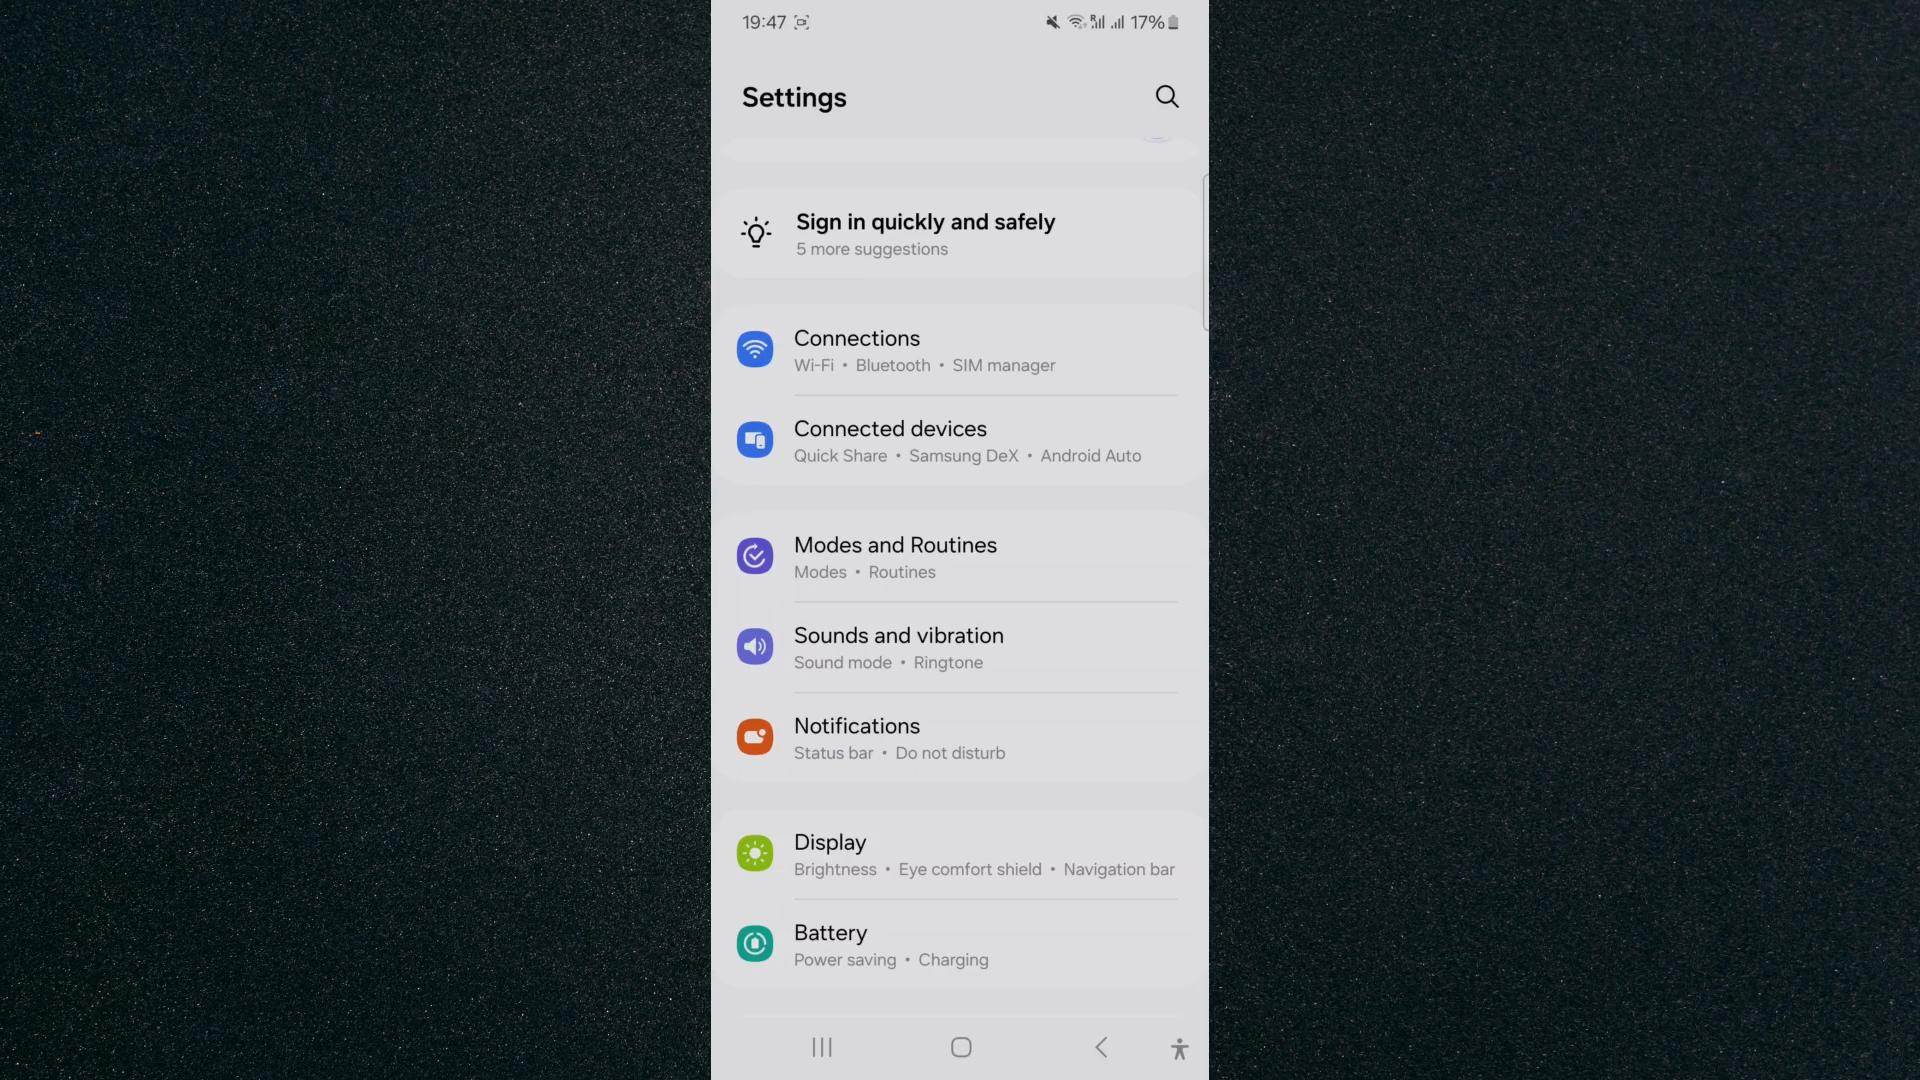 19:47
R 17%
Settings
Sign in quickly and safely
5 more suggestions
Connections
Wi-Fi • Bluetooth • SIM manager
Connected devices
Quick Share • Samsung DeX • Android Auto
Modes and Routines
Modes • Routines
Sounds and vibration
Sound mode • Ringtone
Notifications
Status bar • Do not disturb
Display
Brightness • Eye comfort shield • Navigation bar
Battery
Power saving • Charging